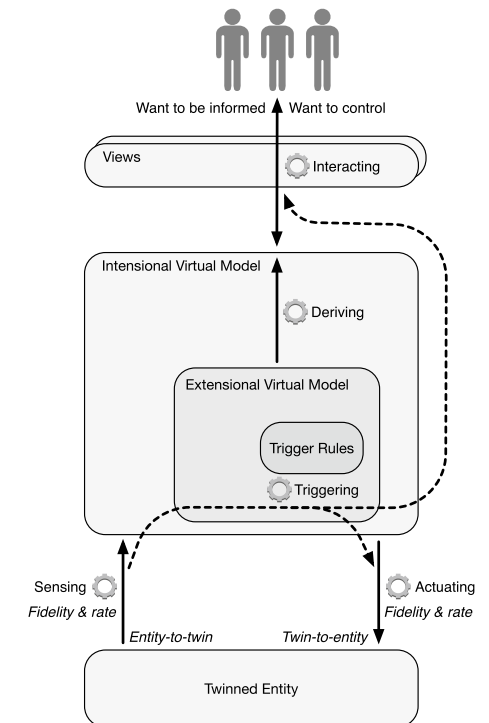 Want to be informed
Want to control
Views
Interacting
Intensional Virtual Model
Deriving
Extensional Virtual Model
Trigger Rules
Triggering
Sensing
Fidelity & rate
Actuating
Fidelity & rate
Entity-to-twin
Twin-to-entity
Twinned Entity